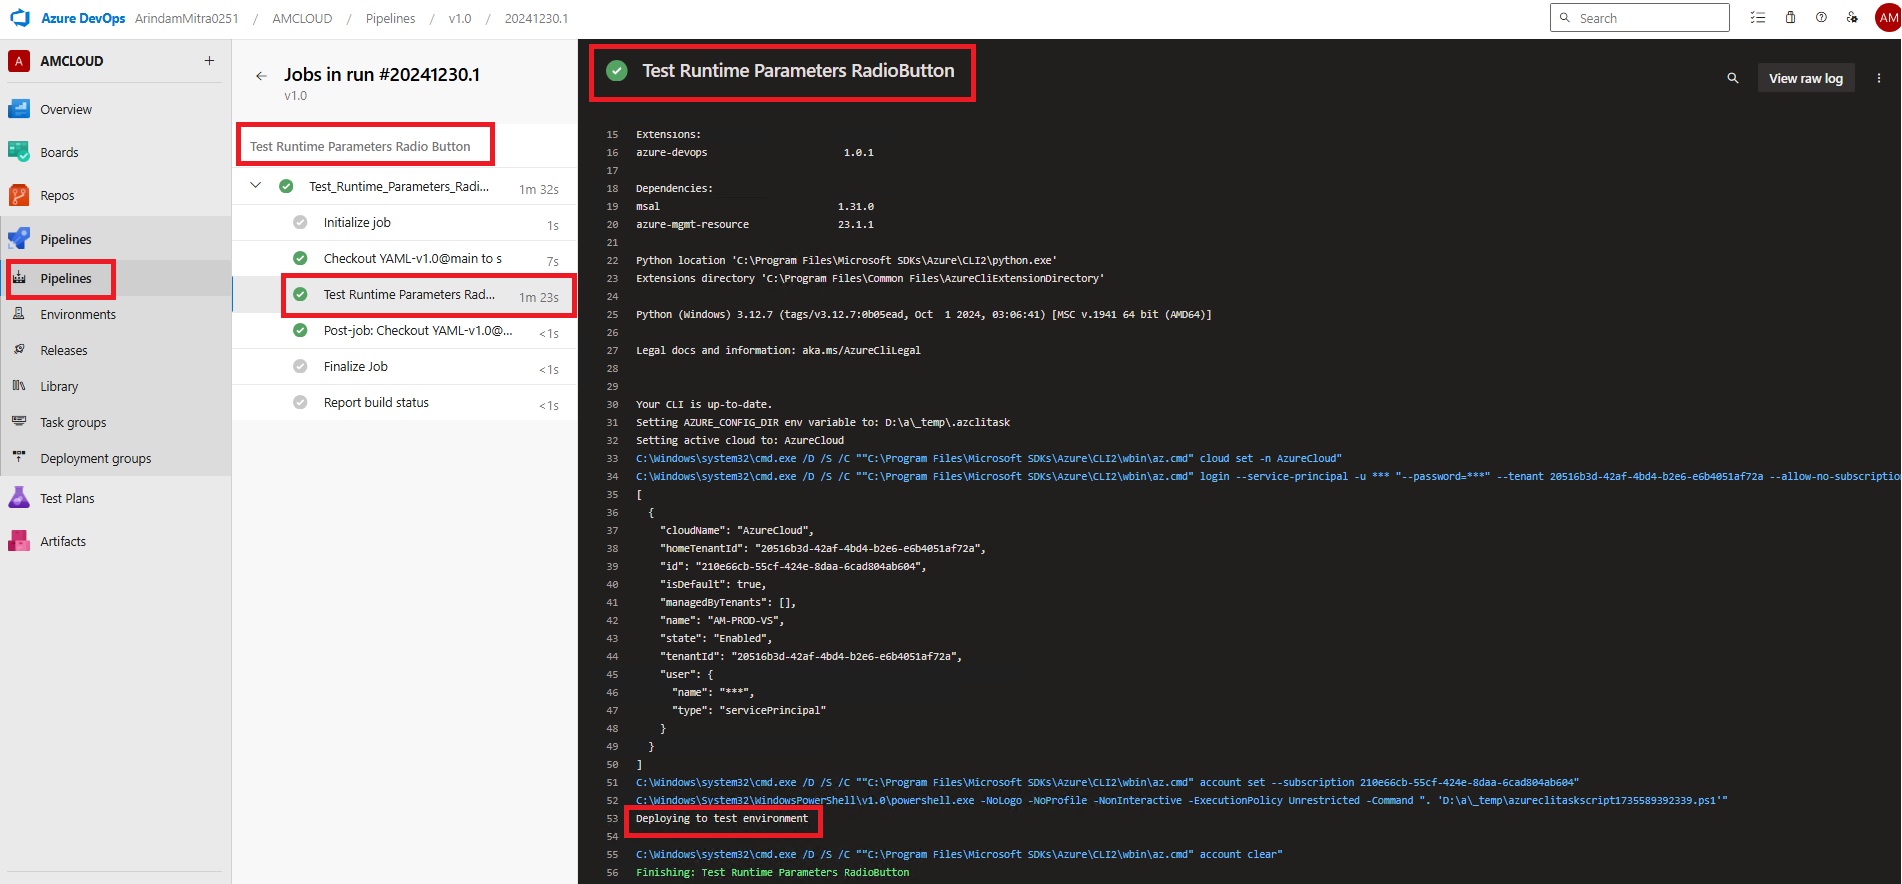 Azure DevOps ArindamMitra0251 / AMCLOUD / Pipelines / v1.0 / 20241230.1
Search
AM
A AMCLOUD +
Overview
Boards
Repos
Pipelines
Pipelines
Environments
Releases
Library
Task groups
Deployment groups
Test Plans
Artifacts
Jobs in run #20241230.1
v1.0
Test Runtime Parameters Radio Button
Test_Runtime_Parameters_Radi... 1m 32s
Initialize job 1s
Checkout YAML-v1.0@main to s 7s
Test Runtime Parameters Rad... 1m 23s
Post-job: Checkout YAML-v1.0@... <1s
Finalize Job <1s
Report build status <1s
Test Runtime Parameters RadioButton
View raw log
15 Extensions:
16 azure-devops 1.0.1
17
18 Dependencies:
19 msal 1.31.0
20 azure-mgmt-resource 23.1.1
21
22 Python location 'C:\Program Files\Microsoft SDKs\Azure\CLI2\python.exe'
23 Extensions directory 'C:\Program Files\Common Files\AzureCliExtensionDirectory'
24
25 Python (Windows) 3.12.7 (tags/v3.12.7:0b05ead, Oct 1 2024, 03:06:41) [MSC v.1941 64 bit (AMD64)]
26
27 Legal docs and information: aka.ms/AzureCliLegal
28
29
30 Your CLI is up-to-date.
31 Setting AZURE_CONFIG_DIR env variable to: D:\a\_temp\.azclitask
32 Setting active cloud to: AzureCloud
33 C:\Windows\system32\cmd.exe /D /S /C ""C:\Program Files\Microsoft SDKs\Azure\CLI2\wbin\az.cmd" cloud set -n AzureCloud"
34 C:\Windows\system32\cmd.exe /D /S /C ""C:\Program Files\Microsoft SDKs\Azure\CLI2\wbin\az.cmd" login --service-principal -u *** "--password=***" --tenant 20516b3d-42af-4bd4-b2e6-e6b4051af72a --allow-no-subscriptio
35 [
36 {
37 "cloudName": "AzureCloud",
38 "homeTenantId": "20516b3d-42af-4bd4-b2e6-e6b4051af72a",
39 "id": "210e66cb-55cf-424e-8daa-6cad804ab604",
40 "isDefault": true,
41 "managedByTenants": [],
42 "name": "AM-PROD-VS",
43 "state": "Enabled",
44 "tenantId": "20516b3d-42af-4bd4-b2e6-e6b4051af72a",
45 "user": {
46 "name": "***",
47 "type": "servicePrincipal"
48 }
49 }
50 ]
51 C:\Windows\system32\cmd.exe /D /S /C ""C:\Program Files\Microsoft SDKs\Azure\CLI2\wbin\az.cmd" account set --subscription 210e66cb-55cf-424e-8daa-6cad804ab604"
52 C:\Windows\System32\WindowsPowerShell\v1.0\powershell.exe -NoLogo -NoProfile -NonInteractive -ExecutionPolicy Unrestricted -Command ". 'D:\a\_temp\azureclitaskscript1735589392339.ps1'"
53 Deploying to test environment
54
55 C:\Windows\system32\cmd.exe /D /S /C ""C:\Program Files\Microsoft SDKs\Azure\CLI2\wbin\az.cmd" account clear"
56 Finishing: Test Runtime Parameters RadioButton